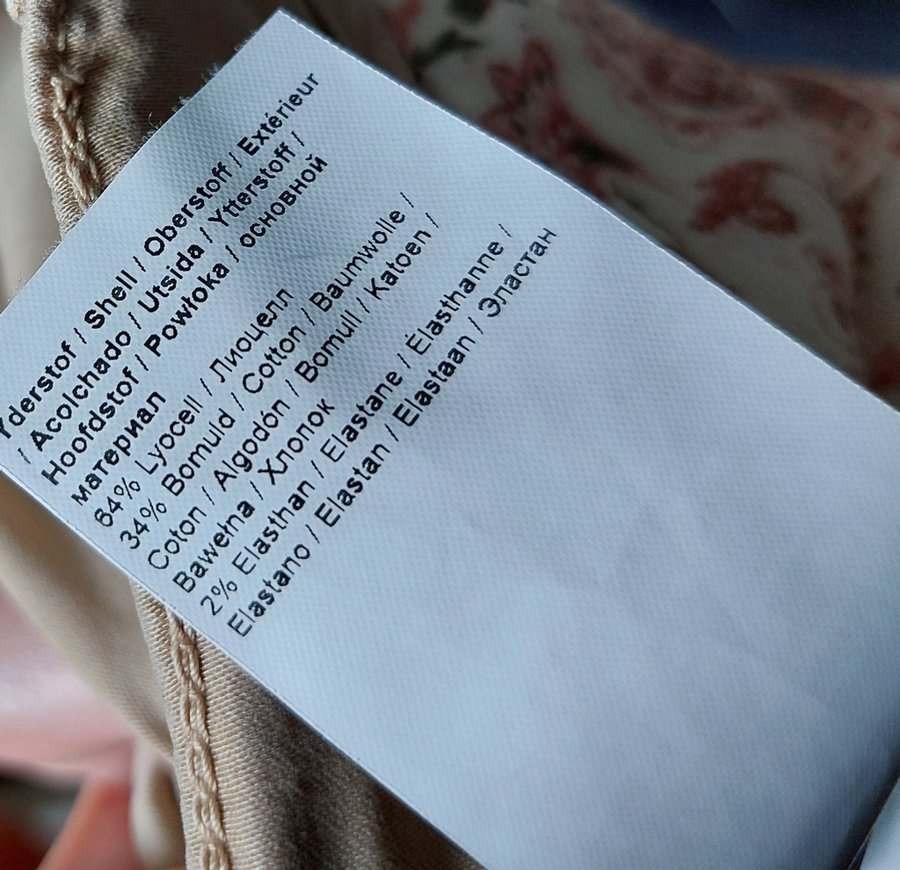 Yderstof / Shell / Oberstoff / Extérieur
/ Acolchado / Utsida / Ytterstoff /
Hoofdstof / Powłoka / основной
материал
64% Lyocell / Лиоцелл
34% Bomuld / Cotton / Baumwolle /
Coton / Algodón / Bomull / Katoen /
Bawełna / Хлопок
2% Elasthan / Elastane / Élasthanne /
Elastano / Elastan / Elastaan / Эластан